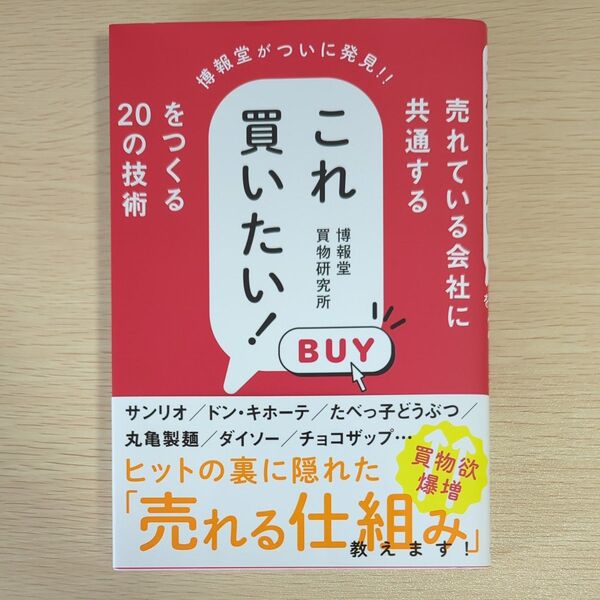 博報堂がついに発見!!
売れている会社に
共通する
これ
買いたい!
をつくる
20の技術
博報堂
買物研究所
BUY
サンリオ/ドン・キホーテ/たべっ子どうぶつ/
丸亀製麺/ダイソー/チョコザップ…
買物欲
爆増
ヒットの裏に隠れた
「売れる仕組み」
教えます!